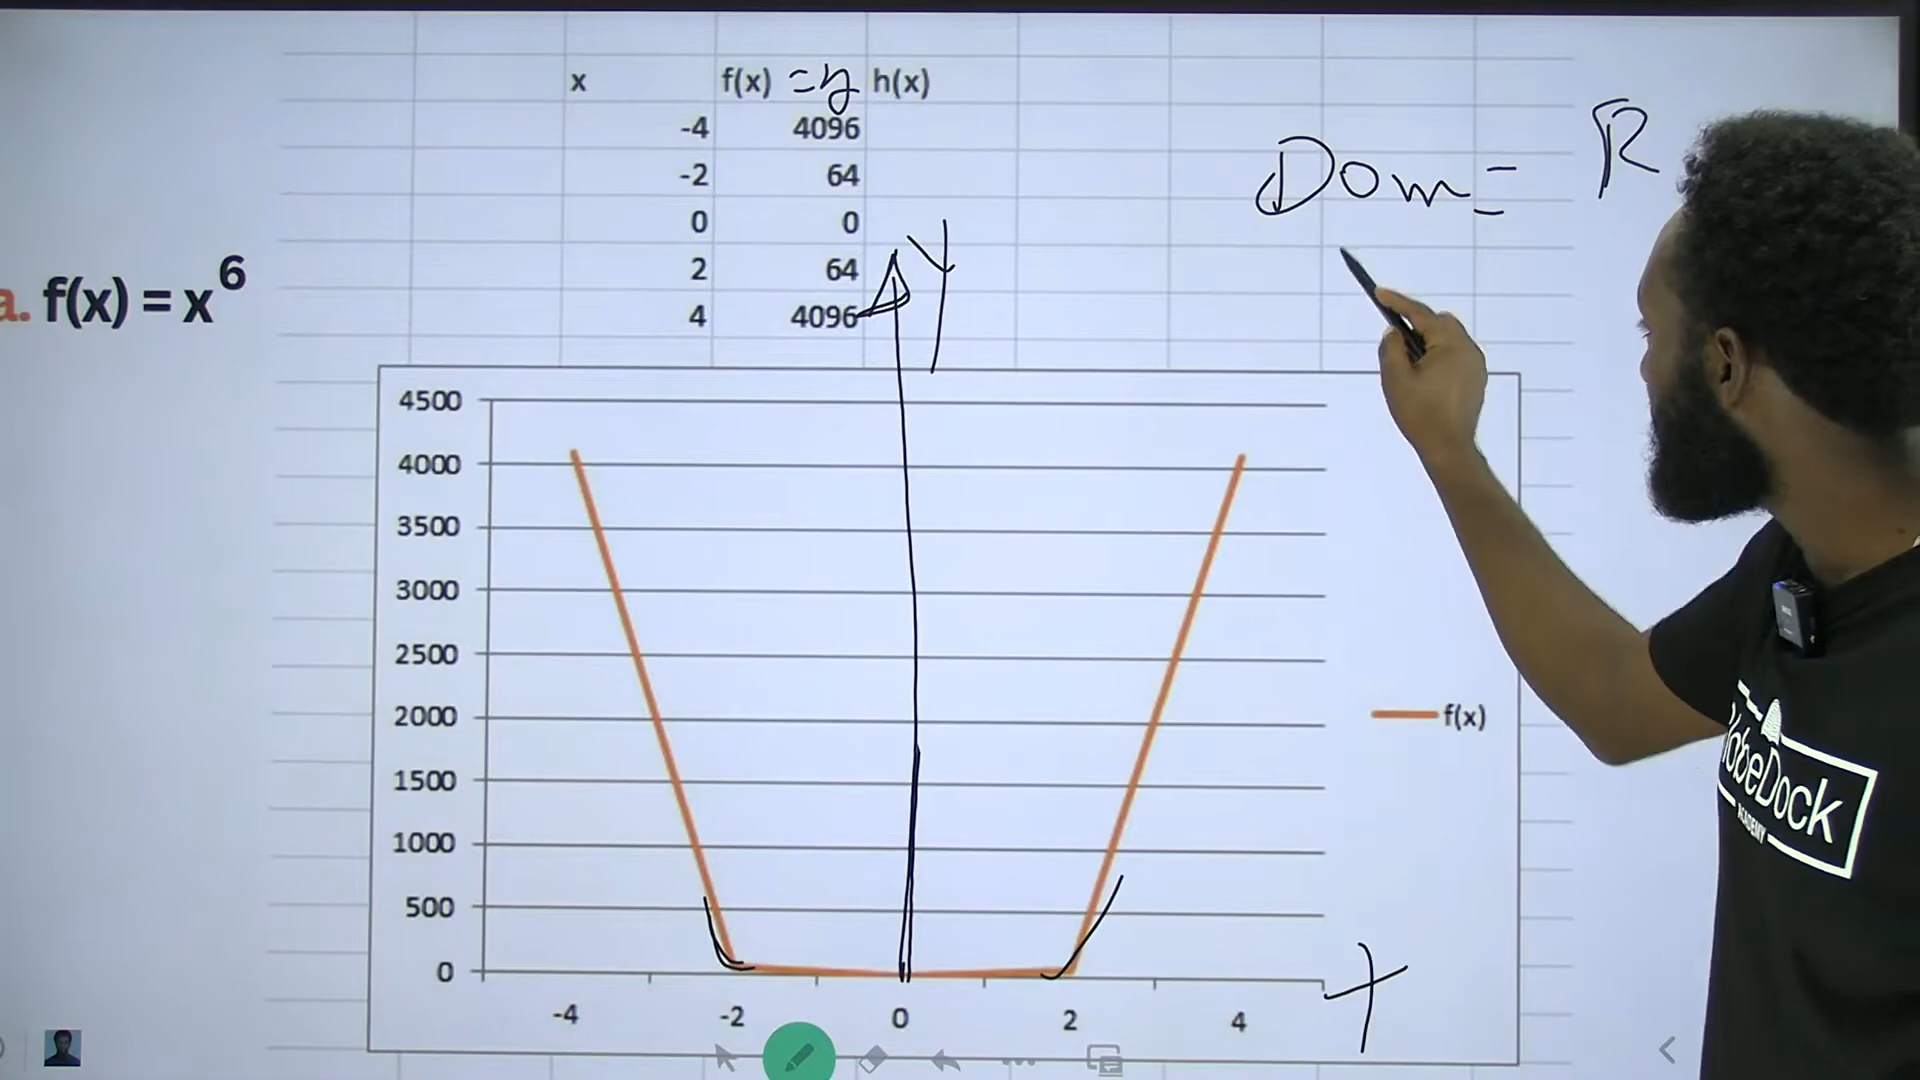 x f(x) =y h(x)
-4 4096
-2 64
0 0
2 64
4 4096
Dom = R
a. f(x) = x⁶
y
4500
4000
3500
3000
2500
2000
1500
1000
500
0
-4 -2 0 2 4
f(x)
GlobeDock
ACADEMY